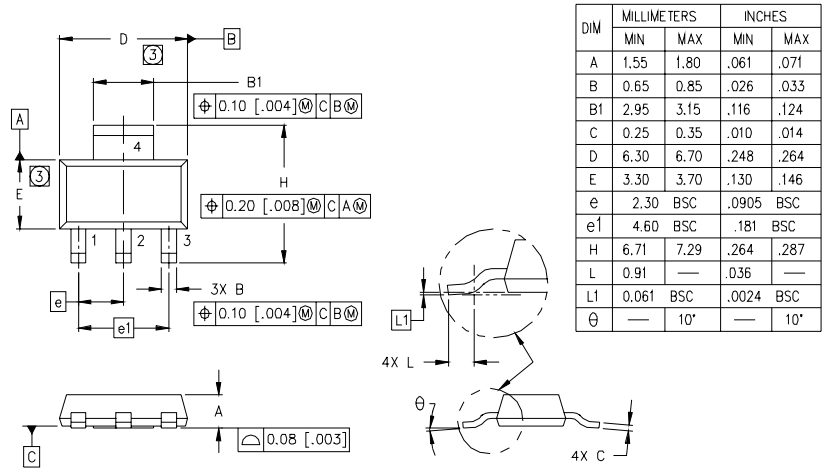 D
3
B
B1
⌖ 0.10 [.004]Ⓜ C BⓂ
A
4
3
E
H
⌖ 0.20 [.008]Ⓜ C AⓂ
1 2 3
3X B
e
⌖ 0.10 [.004]Ⓜ C BⓂ
e1
L1
4X L
A
θ
⌓ 0.08 [.003]
C
4X C
DIM MILLIMETERS INCHES
MIN MAX MIN MAX
A 1.55 1.80 .061 .071
B 0.65 0.85 .026 .033
B1 2.95 3.15 .116 .124
C 0.25 0.35 .010 .014
D 6.30 6.70 .248 .264
E 3.30 3.70 .130 .146
e 2.30 BSC .0905 BSC
e1 4.60 BSC .181 BSC
H 6.71 7.29 .264 .287
L 0.91 — .036 —
L1 0.061 BSC .0024 BSC
θ — 10° — 10°